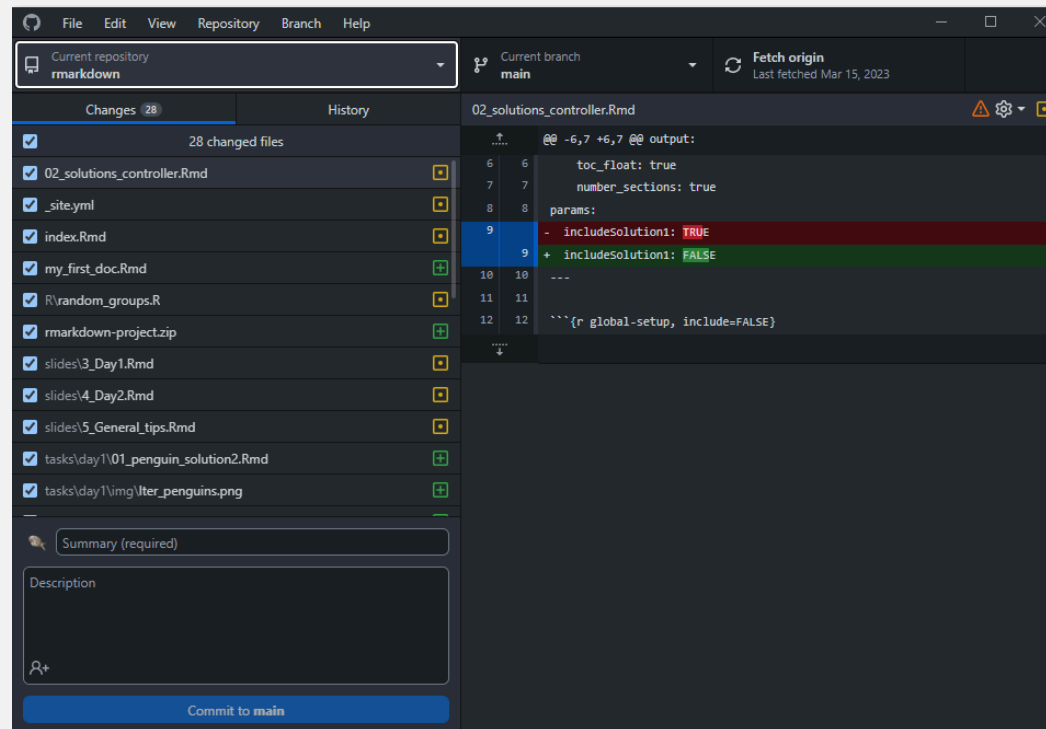 File Edit View Repository Branch Help
Current repository
rmarkdown
Current branch
main
Fetch origin
Last fetched Mar 15, 2023
Changes 28
History
28 changed files
02_solutions_controller.Rmd
_site.yml
index.Rmd
my_first_doc.Rmd
R\random_groups.R
rmarkdown-project.zip
slides\3_Day1.Rmd
slides\4_Day2.Rmd
slides\5_General_tips.Rmd
tasks\day1\01_penguin_solution2.Rmd
tasks\day1\img\lter_penguins.png
Summary (required)
Description
Commit to main
02_solutions_controller.Rmd
@@ -6,7 +6,7 @@ output:
6 6 toc_float: true
7 7 number_sections: true
8 8 params:
9 - includeSolution1: TRUE
9 + includeSolution1: FALSE
10 10 ---
11 11
12 12 ```{r global-setup, include=FALSE}